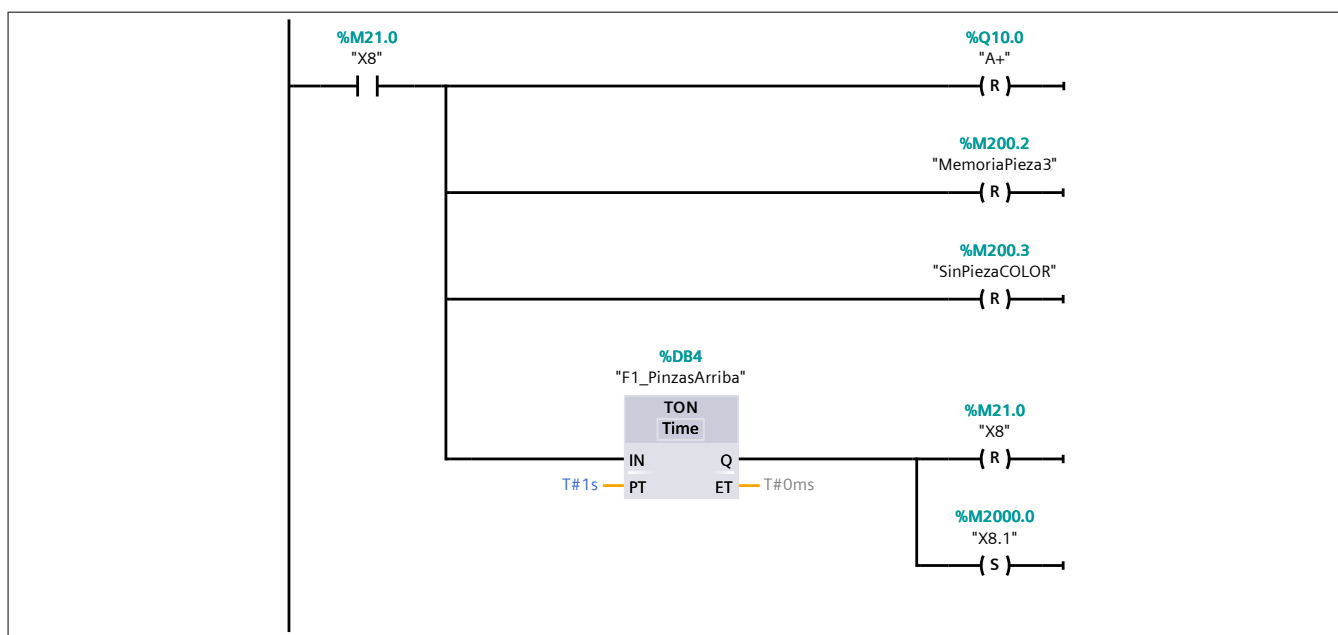 %M21.0
"X8"
%Q10.0
"A+"
R
%M200.2
"MemoriaPieza3"
R
%M200.3
"SinPiezaCOLOR"
R
%DB4
"F1_PinzasArriba"
TON
Time
IN Q
T#1s PT ET T#0ms
%M21.0
"X8"
R
%M2000.0
"X8.1"
S